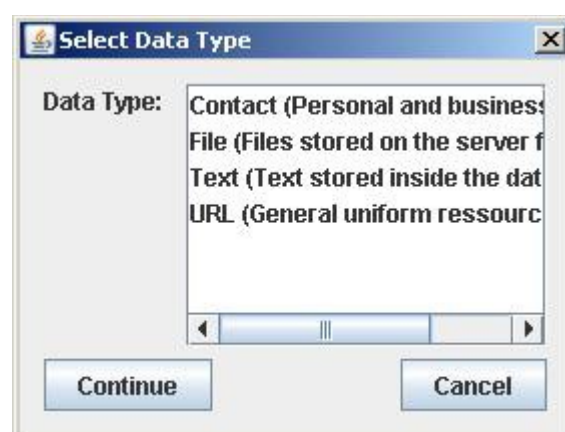 Select Data Type
Data Type:
Contact (Personal and business
File (Files stored on the server f
Text (Text stored inside the dat
URL (General uniform ressourc
Continue
Cancel